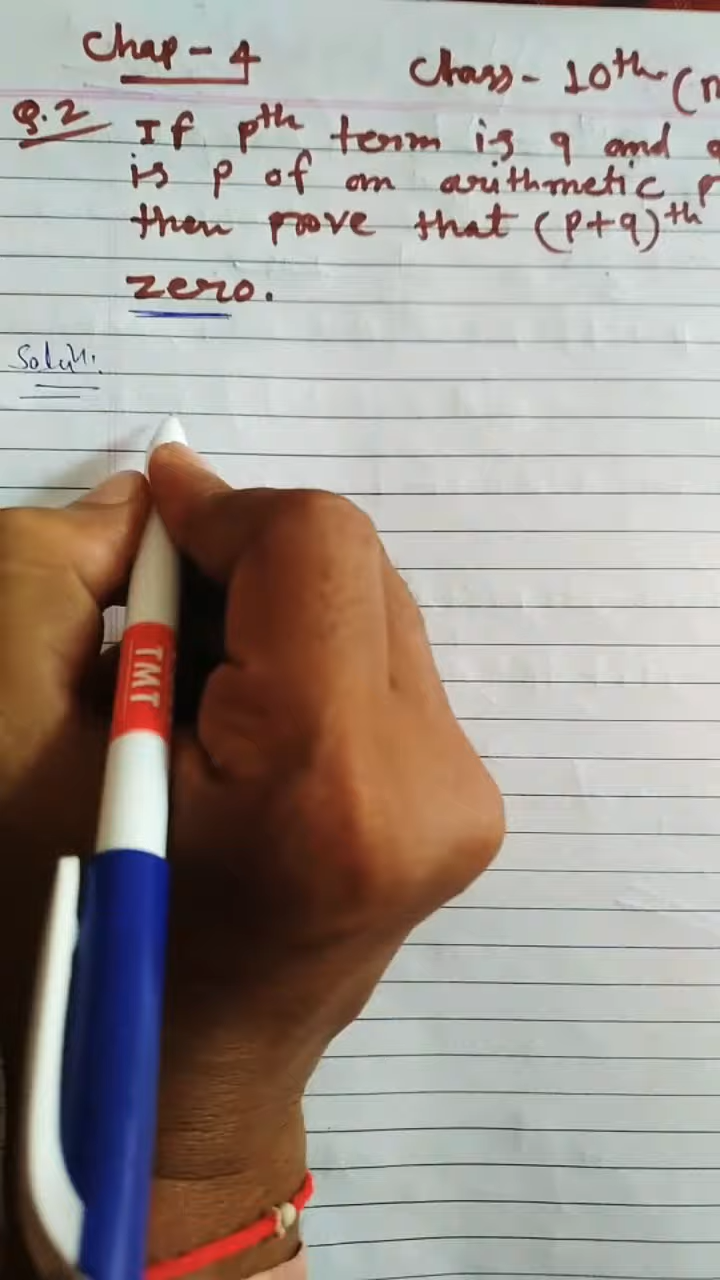 Chap - 4
Class - 10th (
Q.2 If pth term is q and
is p of an arithmetic p
then prove that (p+q)th
zero.
Soluti.
TMT